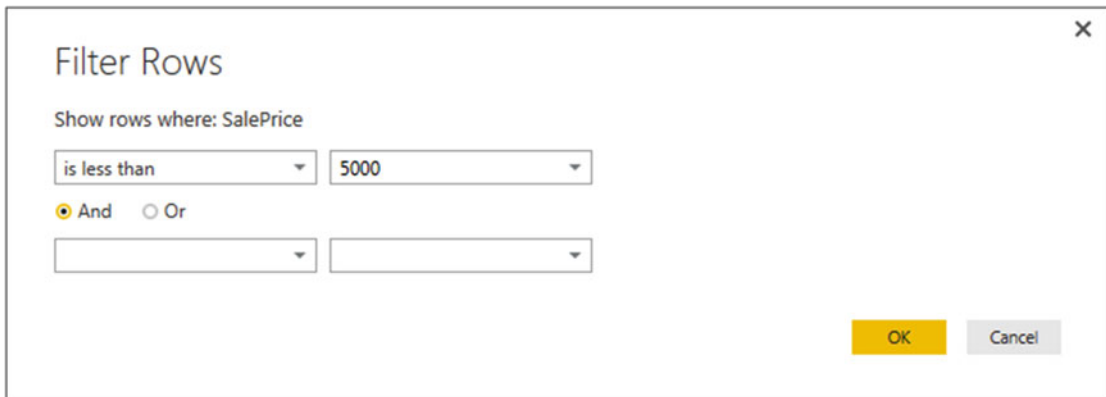 Filter Rows
Show rows where: SalePrice
is less than 5000
And Or
OK Cancel